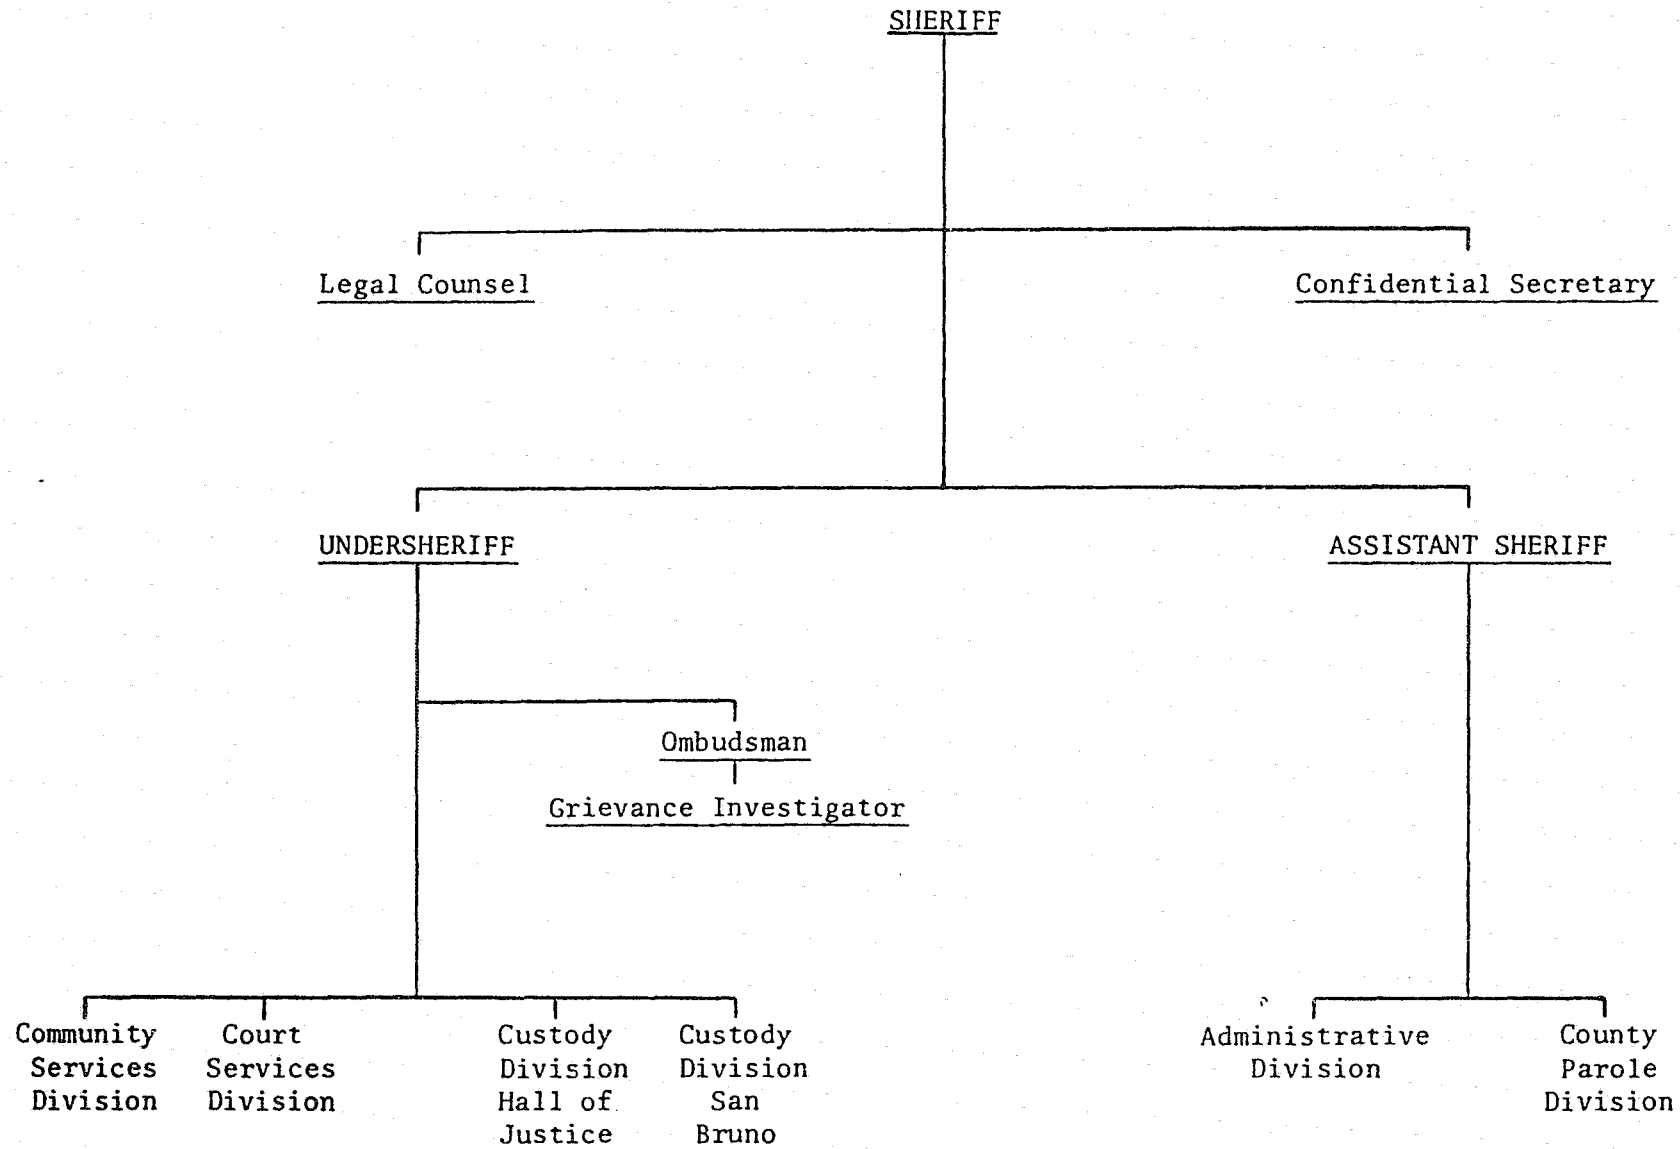 SHERIFF
Legal Counsel
Confidential Secretary
UNDERSHERIFF
ASSISTANT SHERIFF
Ombudsman
Grievance Investigator
Community
Services
Division
Court
Services
Division
Custody
Division
Hall of
Justice
Custody
Division
San
Bruno
Administrative
Division
County
Parole
Division